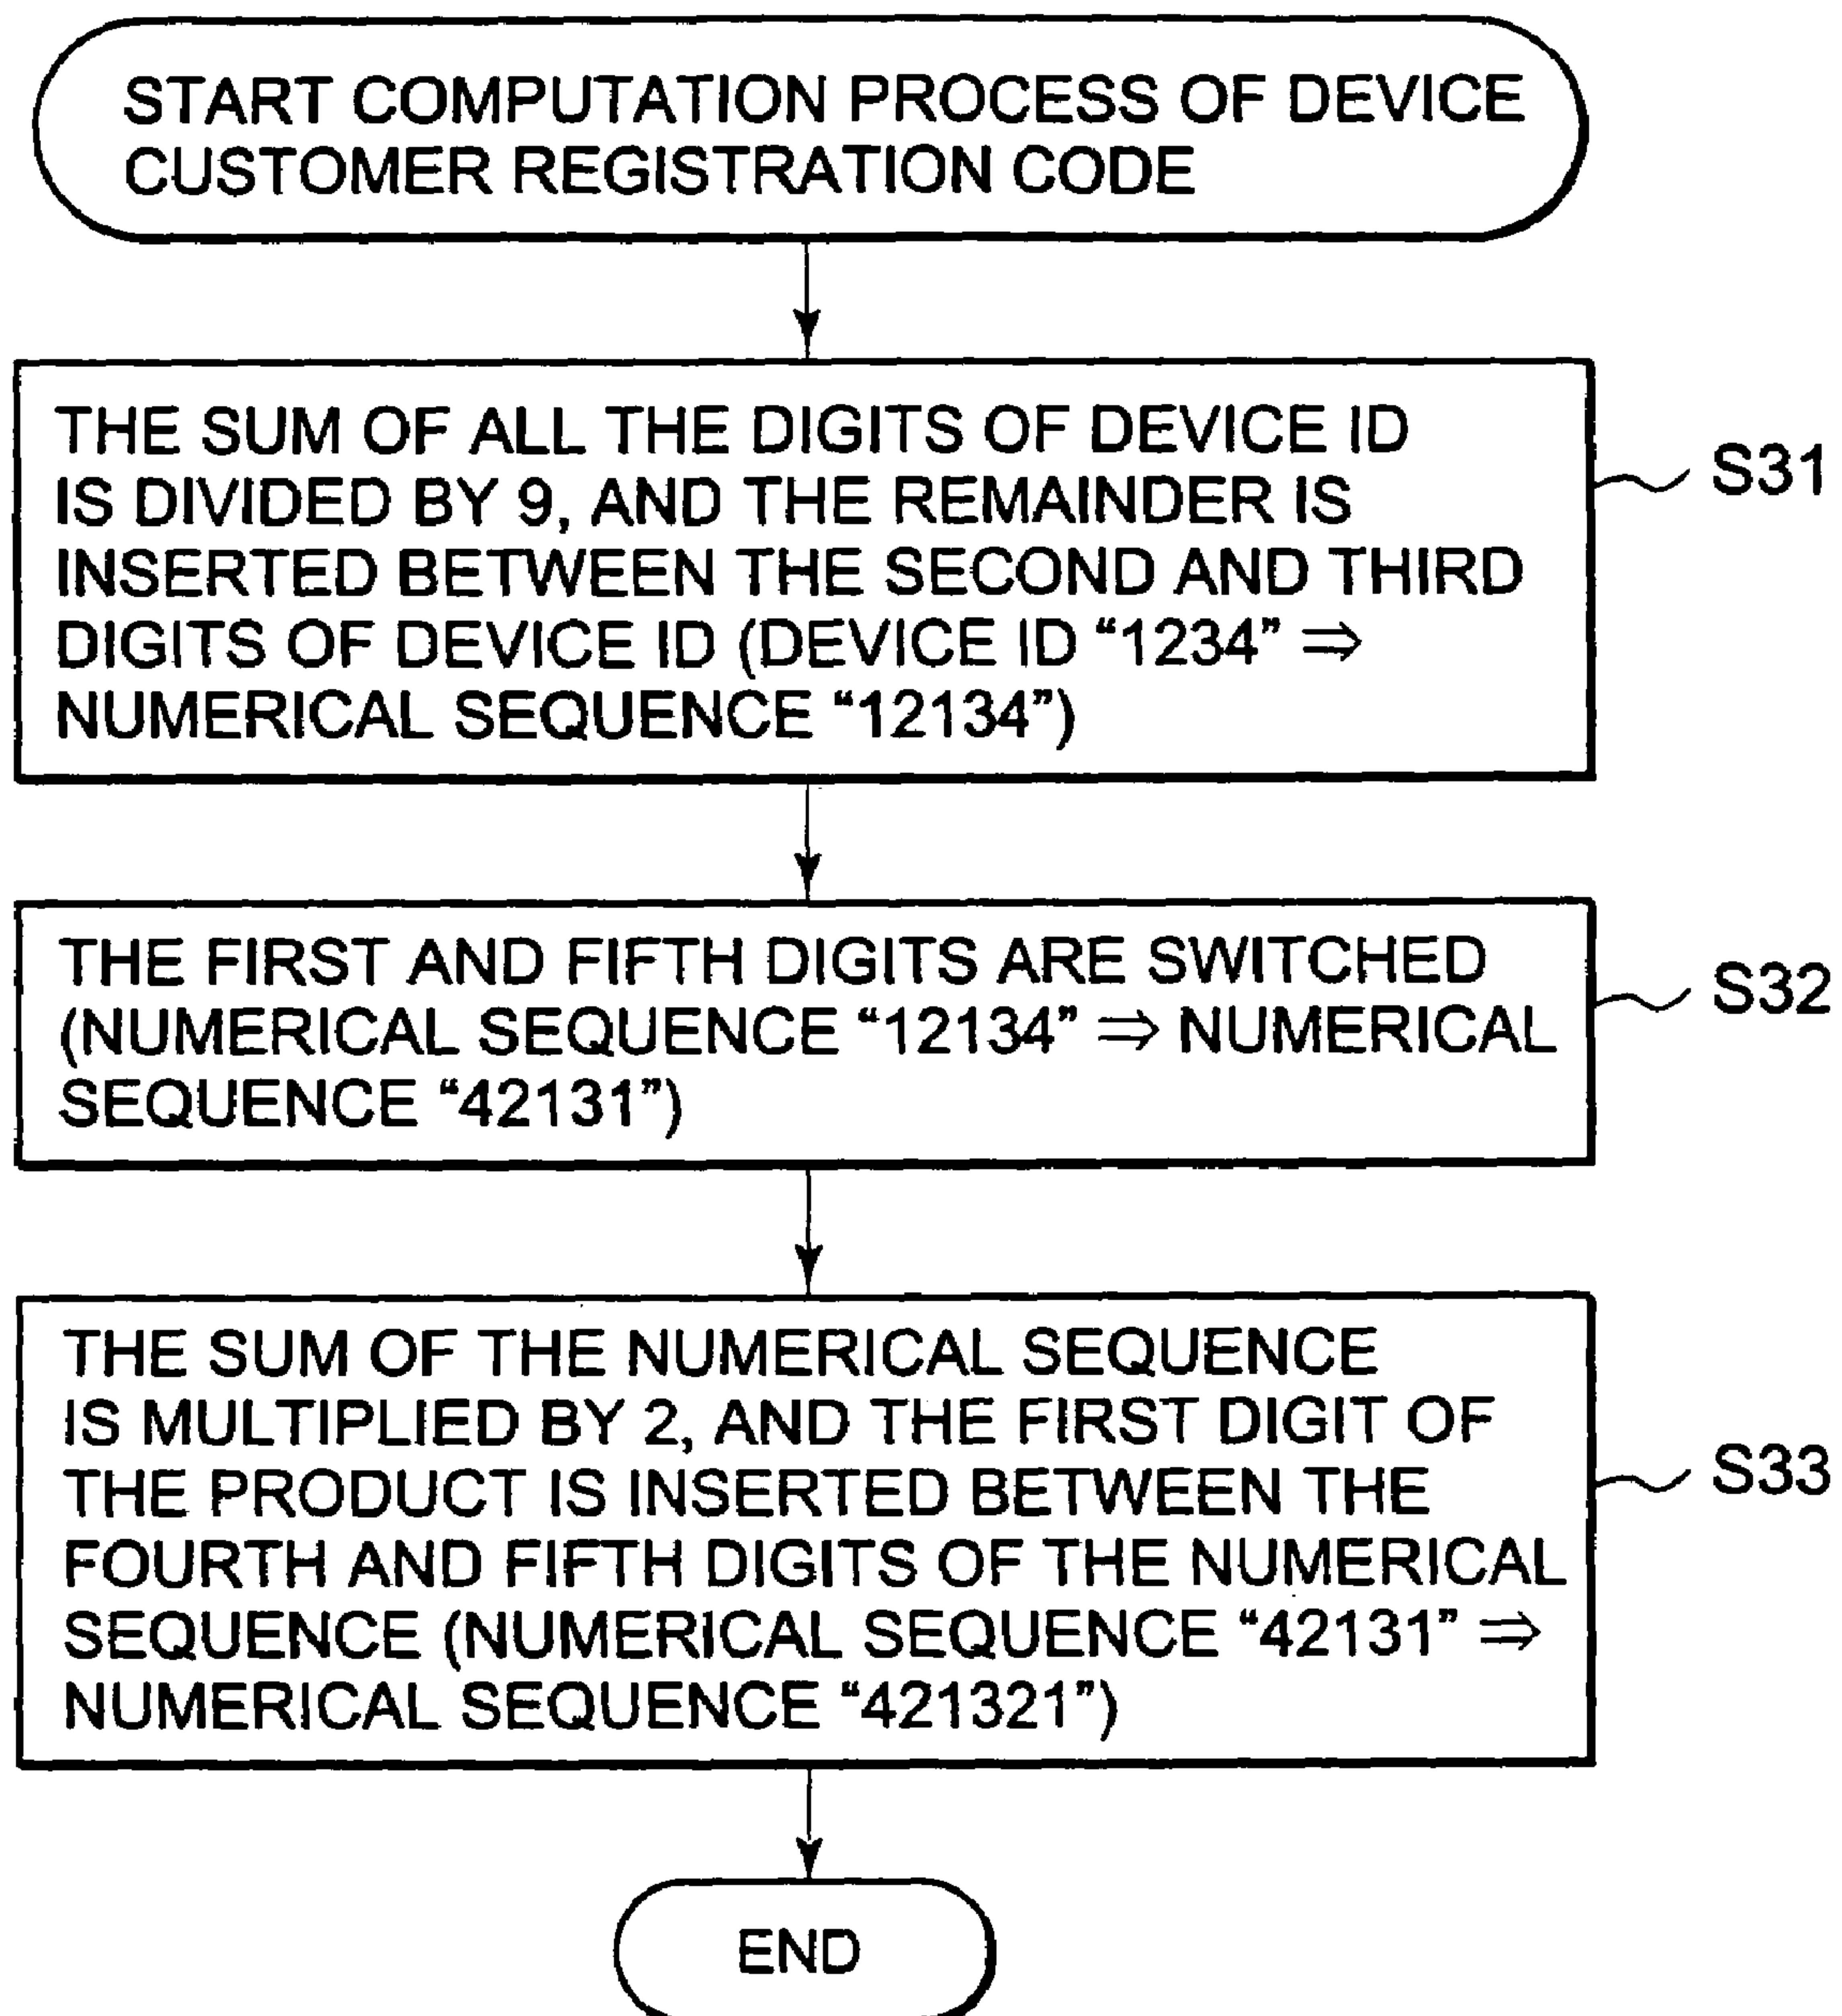 START COMPUTATION PROCESS OF DEVICE
CUSTOMER REGISTRATION CODE
THE SUM OF ALL THE DIGITS OF DEVICE ID
IS DIVIDED BY 9, AND THE REMAINDER IS
INSERTED BETWEEN THE SECOND AND THIRD
DIGITS OF DEVICE ID (DEVICE ID “1234” ⇒
NUMERICAL SEQUENCE “12134”)
S31
THE FIRST AND FIFTH DIGITS ARE SWITCHED
(NUMERICAL SEQUENCE “12134” ⇒ NUMERICAL
SEQUENCE “42131”)
S32
THE SUM OF THE NUMERICAL SEQUENCE
IS MULTIPLIED BY 2, AND THE FIRST DIGIT OF
THE PRODUCT IS INSERTED BETWEEN THE
FOURTH AND FIFTH DIGITS OF THE NUMERICAL
SEQUENCE (NUMERICAL SEQUENCE “42131” ⇒
NUMERICAL SEQUENCE “421321”)
S33
END